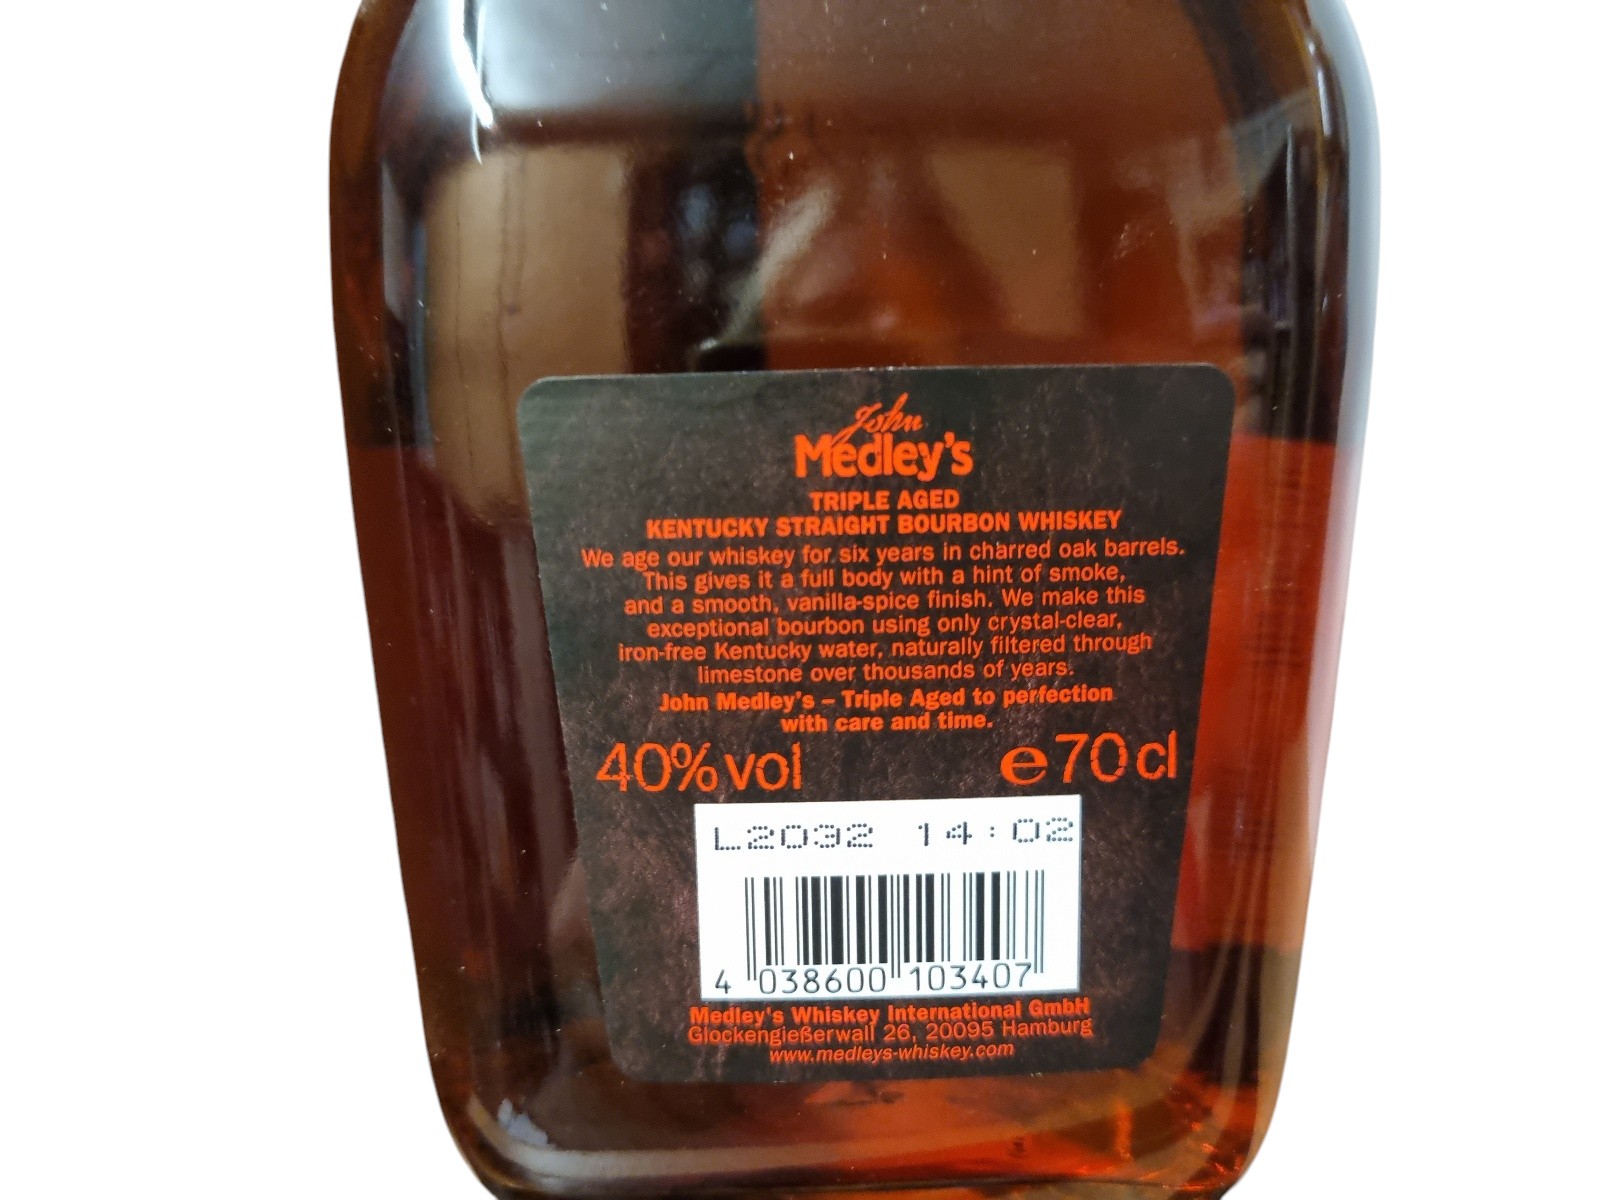 John
Medley's
TRIPLE AGED
KENTUCKY STRAIGHT BOURBON WHISKEY
We age our whiskey for six years in charred oak barrels.
This gives it a full body with a hint of smoke,
and a smooth, vanilla-spice finish. We make this
exceptional bourbon using only crystal-clear,
iron-free Kentucky water, naturally filtered through
limestone over thousands of years.
John Medley's – Triple Aged to perfection
with care and time.
40% vol ℮ 70 cl
L2032 14:02
4 038600 103407
Medley's Whiskey International GmbH
Glockengießerwall 26, 20095 Hamburg
www.medleys-whiskey.com